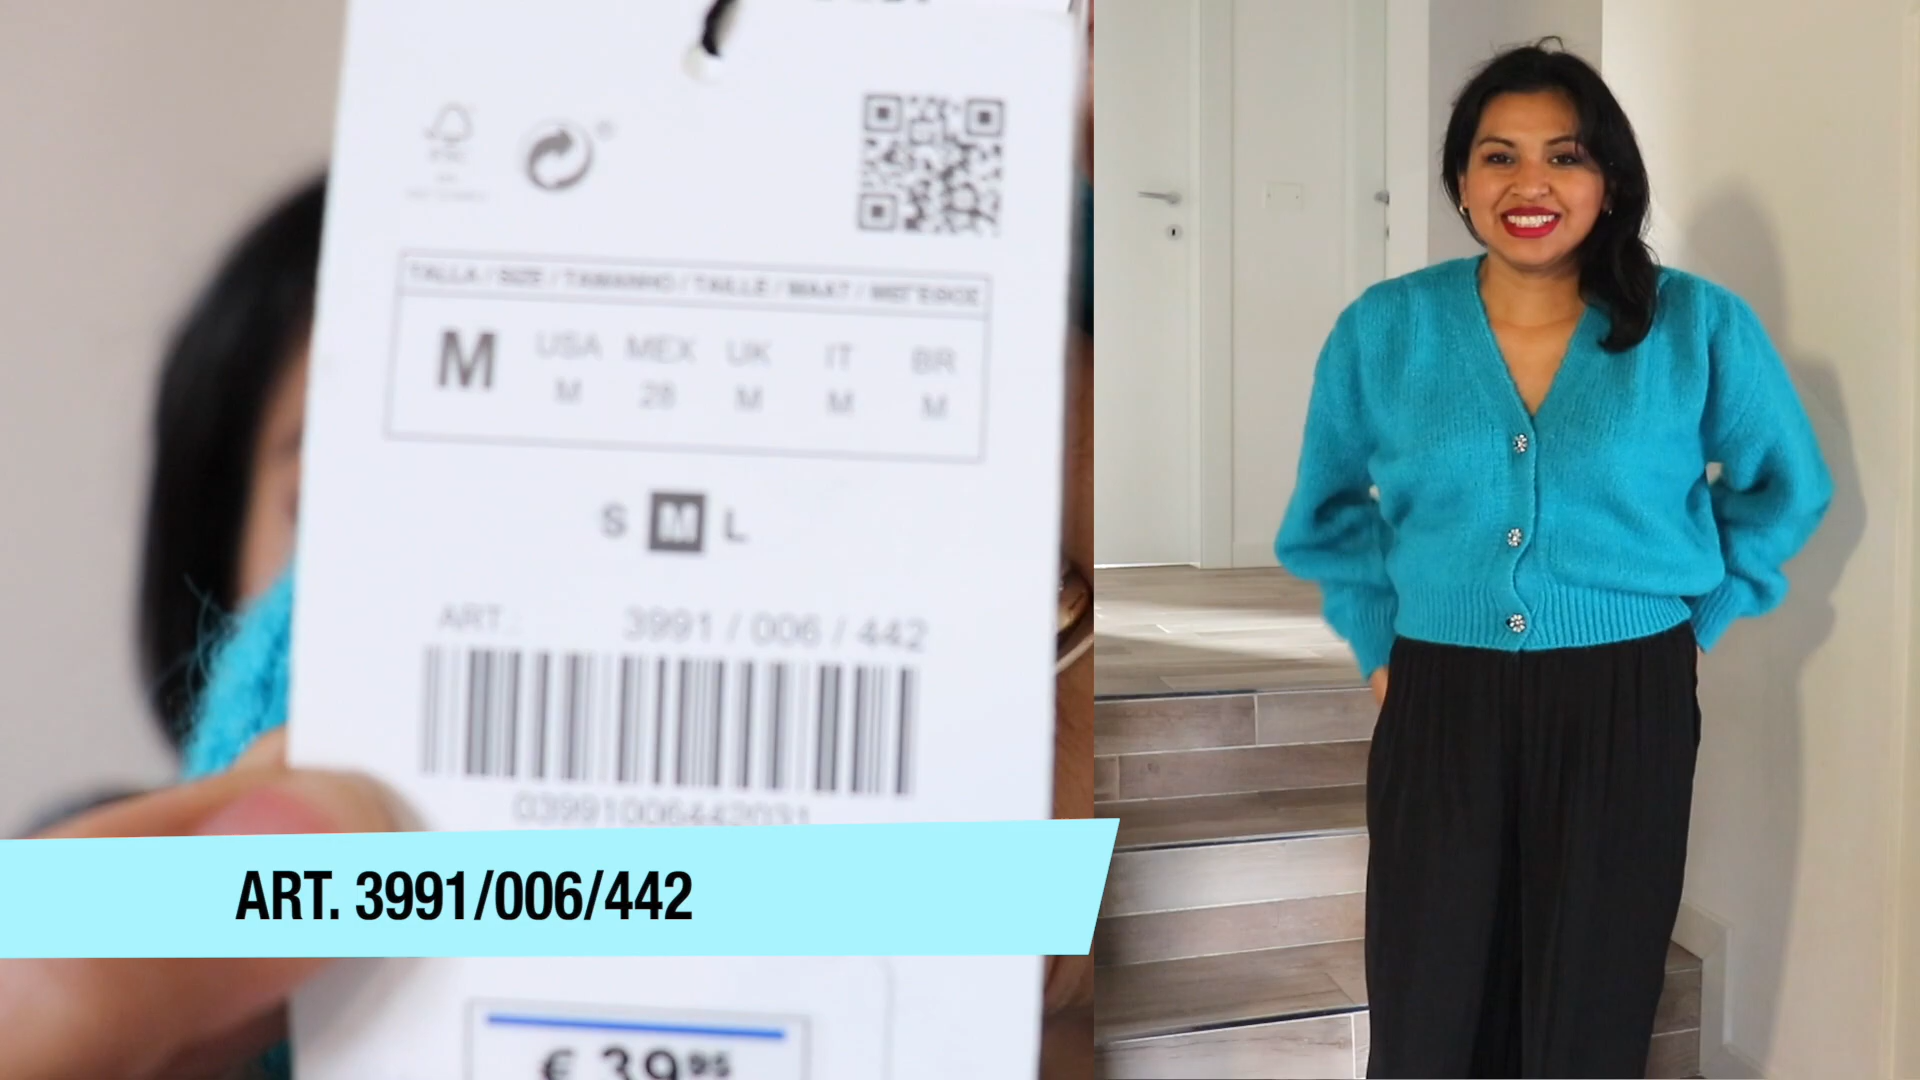 TALLA / SIZE / TAMANHO / TAILLE / MAAT / ΜΕΓΕΘΟΣ
M USA MEX UK IT BR
M 28 M M M
S M L
ART.: 3991 / 006 / 442
03991006442031
ART. 3991/006/442
€ 39,95